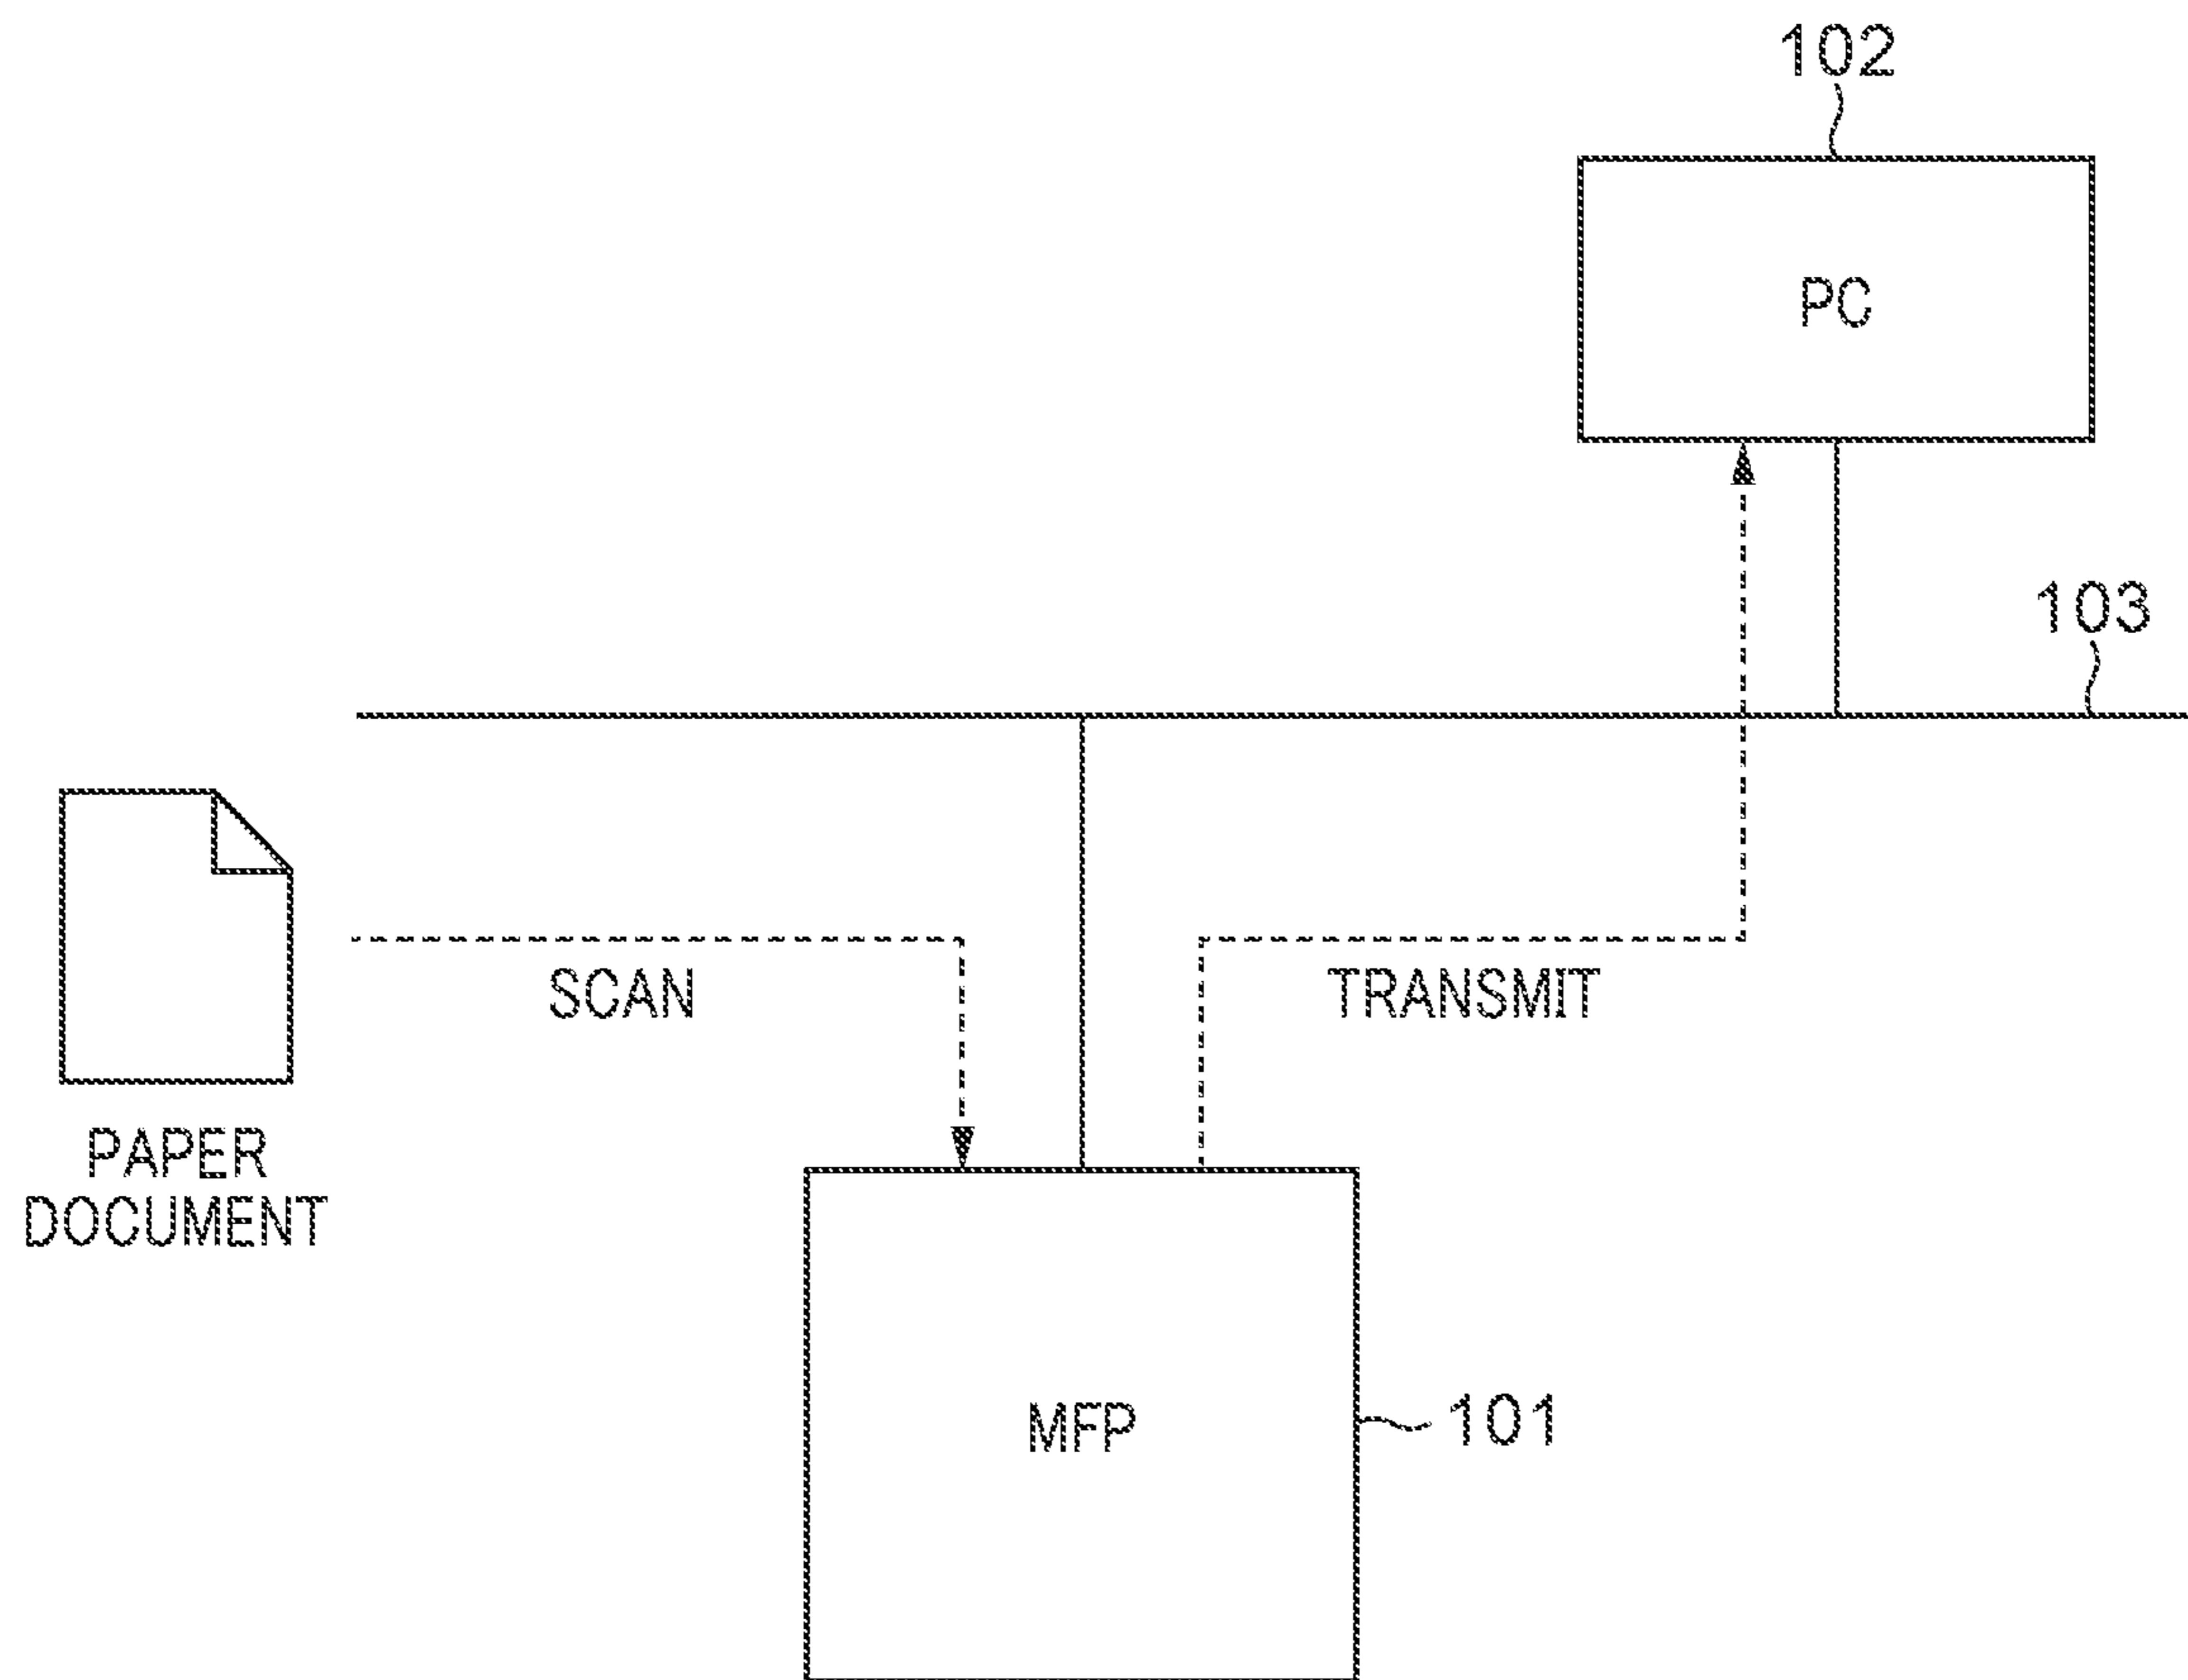 102
PC
103
SCAN
TRANSMIT
PAPER
DOCUMENT
MFP
101